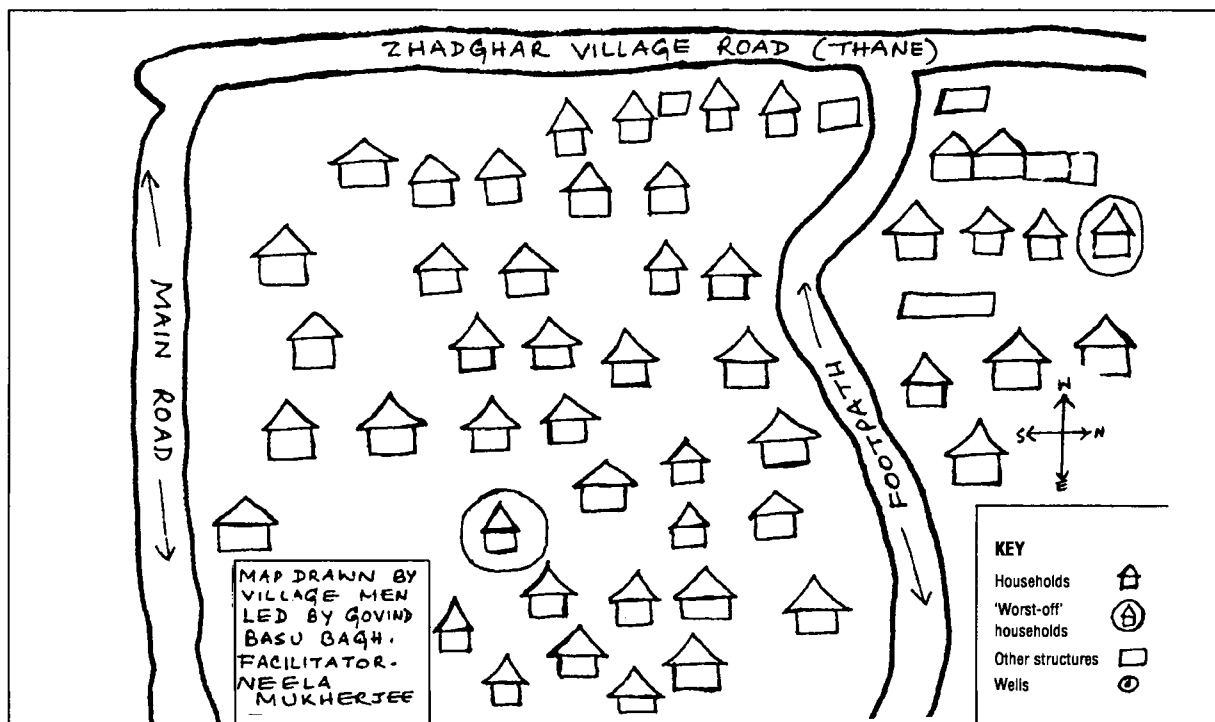 ZHADGHAR VILLAGE ROAD (THANE)
MAIN ROAD
FOOTPATH
W
S N
E
MAP DRAWN BY
VILLAGE MEN
LED BY GOVIND
BASU BAGH.
FACILITATOR.
NEELA
MUKHERJEE
KEY
Households
'Worst-off'
households
Other structures
Wells